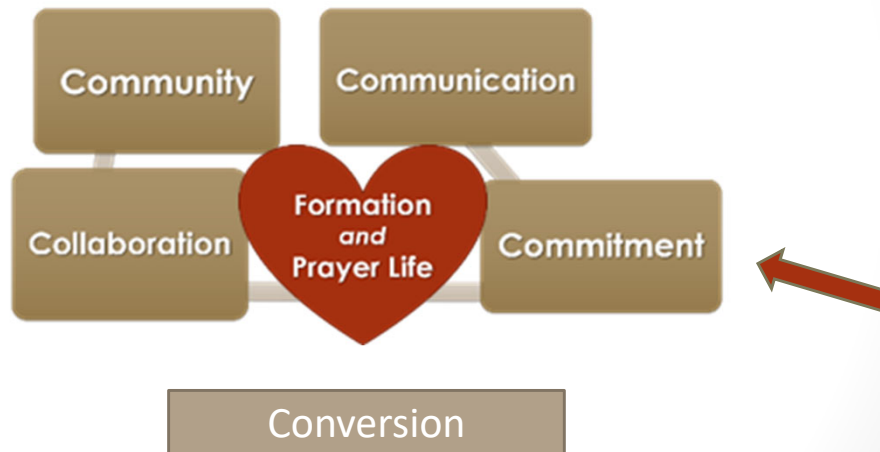 Community
Communication
Collaboration
Formation
and
Prayer Life
Commitment
Conversion